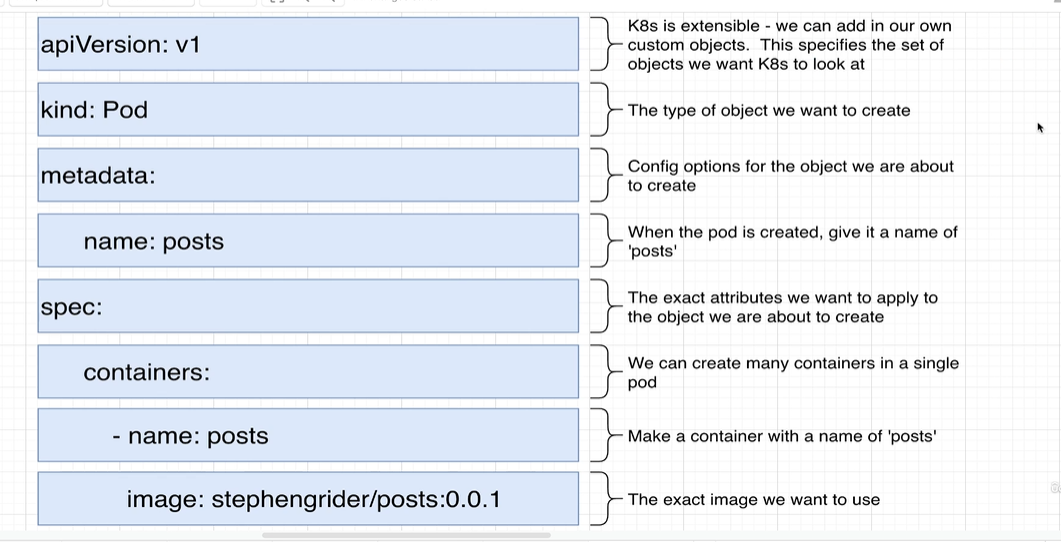 apiVersion: v1
K8s is extensible - we can add in our own
custom objects.  This specifies the set of
objects we want K8s to look at
kind: Pod
The type of object we want to create
metadata:
Config options for the object we are about
to create
name: posts
When the pod is created, give it a name of
'posts'
spec:
The exact attributes we want to apply to
the object we are about to create
containers:
We can create many containers in a single
pod
- name: posts
Make a container with a name of 'posts'
image: stephengrider/posts:0.0.1
The exact image we want to use